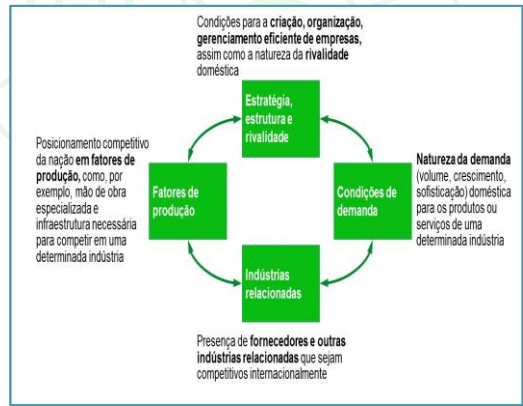 Condições para a criação, organização,
gerenciamento eficiente de empresas,
assim como a natureza da rivalidade
doméstica
Estratégia,
estrutura e
rivalidade
Posicionamento competitivo
da nação em fatores de
produção, como, por
exemplo, mão de obra
especializada e
infraestrutura necessária
para competir em uma
determinada indústria
Fatores de
produção
Condições de
demanda
Natureza da demanda
(volume, crescimento,
sofisticação) doméstica
para os produtos ou
serviços de uma
determinada indústria
Indústrias
relacionadas
Presença de fornecedores e outras
indústrias relacionadas que sejam
competitivos internacionalmente